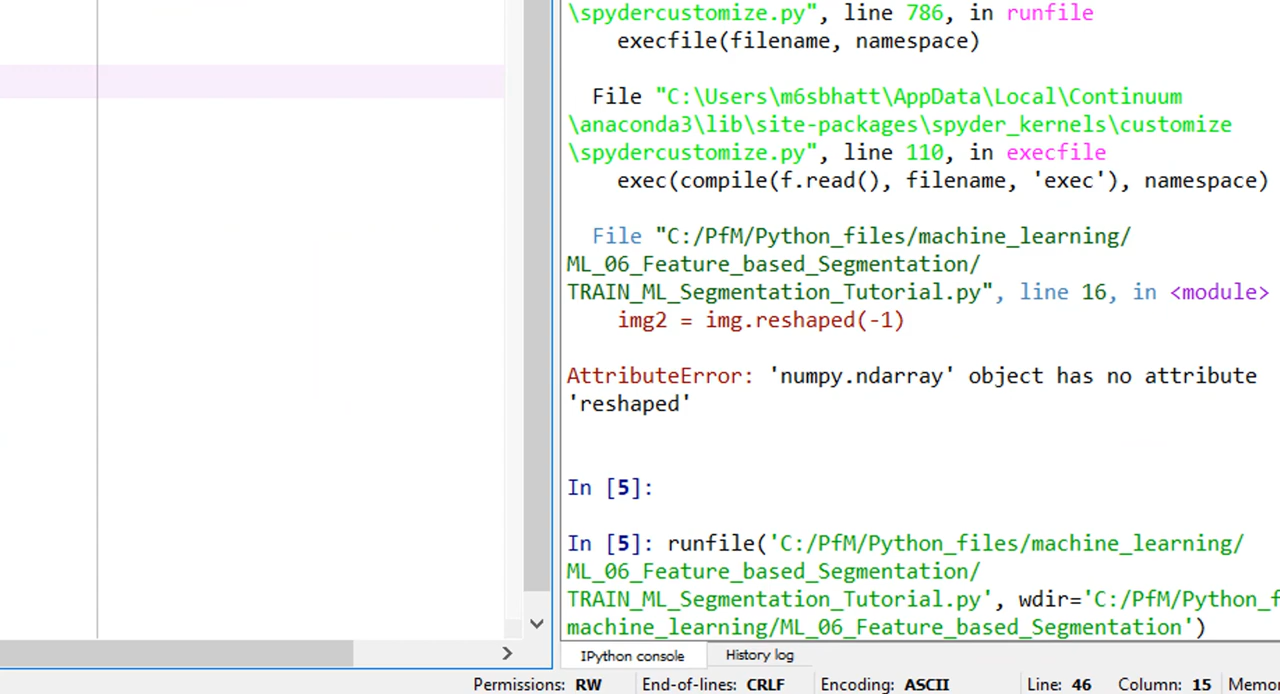 \spydercustomize.py", line 786, in runfile
execfile(filename, namespace)
File "C:\Users\m6sbhatt\AppData\Local\Continuum
\anaconda3\lib\site-packages\spyder_kernels\customize
\spydercustomize.py", line 110, in execfile
exec(compile(f.read(), filename, 'exec'), namespace)
File "C:/PfM/Python_files/machine_learning/
ML_06_Feature_based_Segmentation/
TRAIN_ML_Segmentation_Tutorial.py", line 16, in <module>
img2 = img.reshaped(-1)
AttributeError: 'numpy.ndarray' object has no attribute
'reshaped'
In [5]:
In [5]: runfile('C:/PfM/Python_files/machine_learning/
ML_06_Feature_based_Segmentation/
TRAIN_ML_Segmentation_Tutorial.py', wdir='C:/PfM/Python_f
machine_learning/ML_06_Feature_based_Segmentation')
IPython console History log
Permissions: RW End-of-lines: CRLF Encoding: ASCII Line: 46 Column: 15 Memor